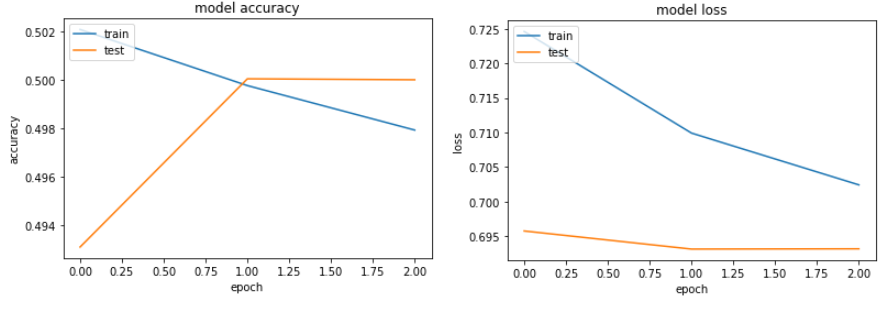 model accuracy
train
test
0.502
0.500
0.498
0.496
0.494
accuracy
0.00 0.25 0.50 0.75 1.00 1.25 1.50 1.75 2.00
epoch
model loss
train
test
0.725
0.720
0.715
0.710
0.705
0.700
0.695
loss
0.00 0.25 0.50 0.75 1.00 1.25 1.50 1.75 2.00
epoch